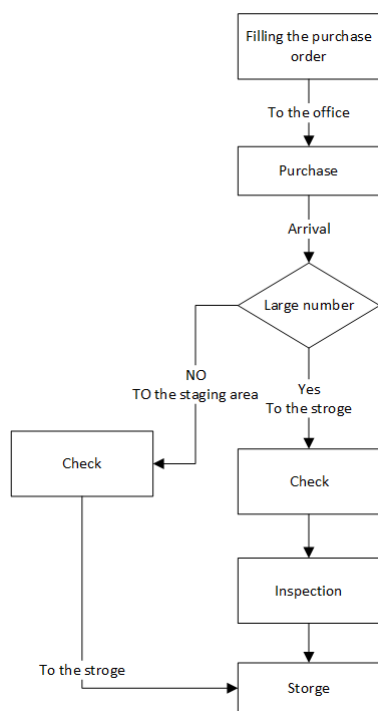 Filling the purchase
order
To the office
Purchase
Arrival
Large number
NO
TO the staging area
Yes
To the stroge
Check
Check
Inspection
To the stroge
Storge